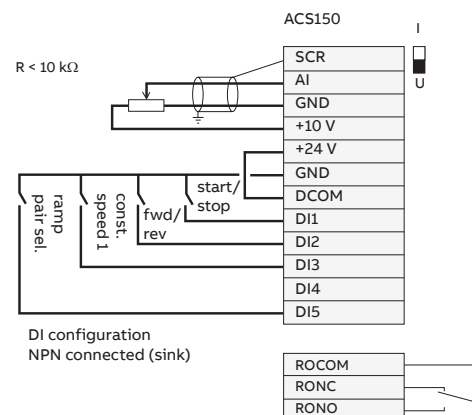 ACS150
I
U
R < 10 kΩ
SCR
AI
GND
+10 V
+24 V
GND
DCOM
DI1
DI2
DI3
DI4
DI5
ramp
pair sel.
const.
speed 1
fwd/
rev
start/
stop
DI configuration
NPN connected (sink)
ROCOM
RONC
RONO